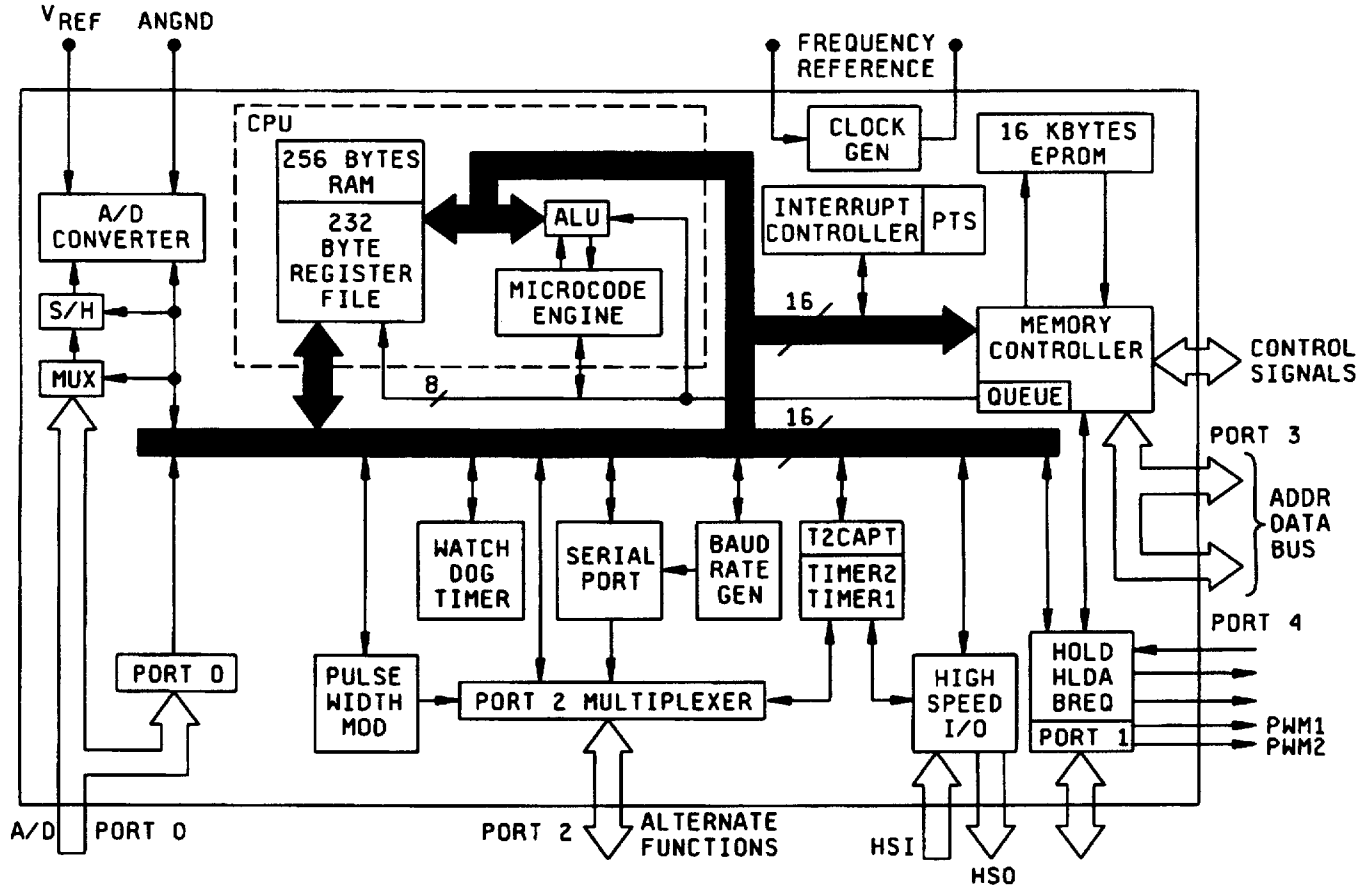 VREF
ANGND
FREQUENCY
REFERENCE
CPU
CLOCK
GEN
16 KBYTES
EPROM
256 BYTES
RAM
232
BYTE
REGISTER
FILE
ALU
MICROCODE
ENGINE
A/D
CONVERTER
S/H
MUX
INTERRUPT
CONTROLLER
PTS
16
MEMORY
CONTROLLER
QUEUE
CONTROL
SIGNALS
8
16
PORT 3
ADDR
DATA
BUS
PORT 4
WATCH
DOG
TIMER
SERIAL
PORT
BAUD
RATE
GEN
T2CAPT
TIMER2
TIMER1
PORT 0
PULSE
WIDTH
MOD
PORT 2 MULTIPLEXER
HIGH
SPEED
I/O
HOLD
HLDA
BREQ
PORT 1
PWM1
PWM2
A/D
PORT 0
PORT 2
ALTERNATE
FUNCTIONS
HSI
HSO